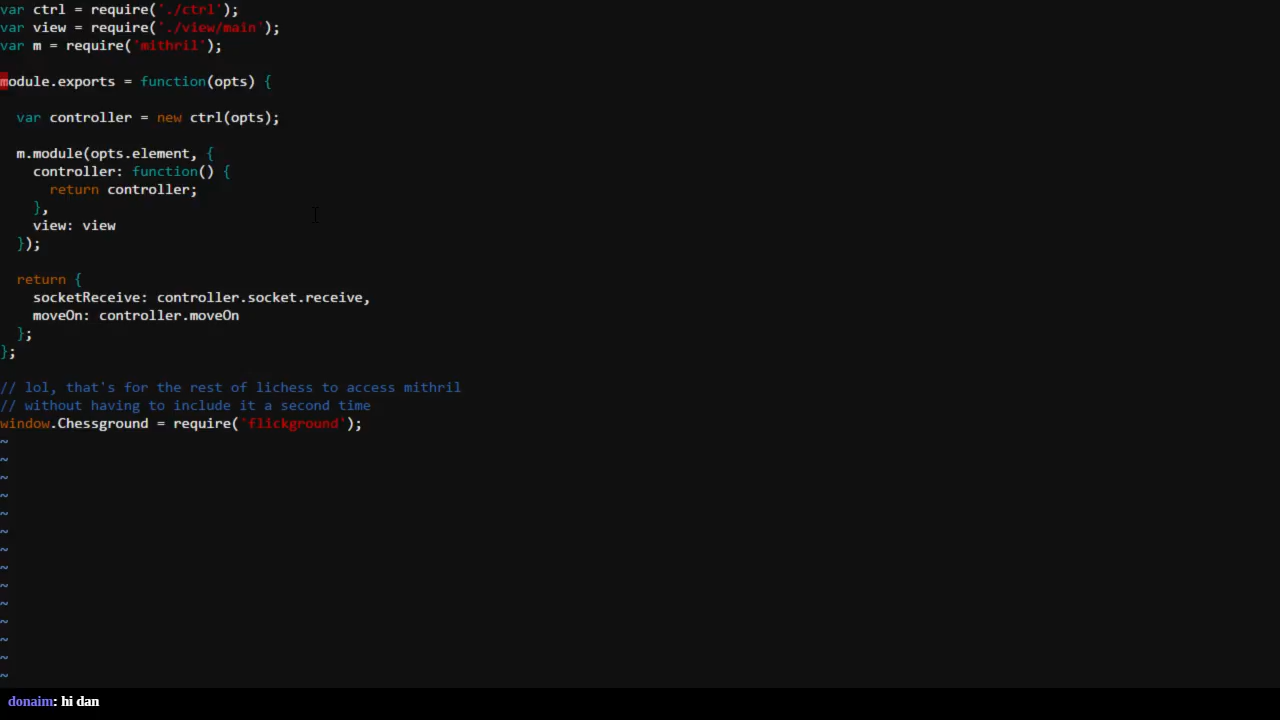 var ctrl = require('./ctrl');
var view = require('./view/main');
var m = require('mithril');
module.exports = function(opts) {
  var controller = new ctrl(opts);
  m.module(opts.element, {
    controller: function() {
      return controller;
    },
    view: view
  });
  return {
    socketReceive: controller.socket.receive,
    moveOn: controller.moveOn
  };
};
// lol, that's for the rest of lichess to access mithril
// without having to include it a second time
window.Chessground = require('flickground');
~
~
~
~
~
~
~
~
~
~
~
~
~
~
donaim: hi dan